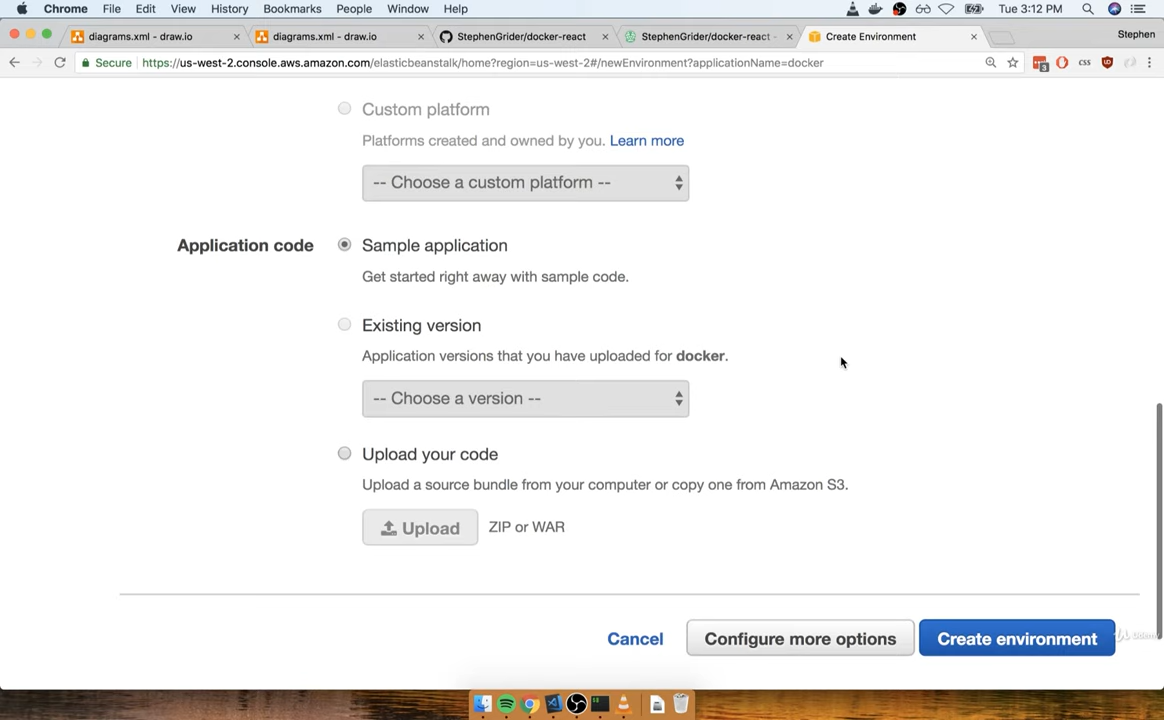 Chrome File Edit View History Bookmarks People Window Help Tue 3:12 PM
diagrams.xml - draw.io diagrams.xml - draw.io StephenGrider/docker-react StephenGrider/docker-react - Create Environment Stephen
Secure https://us-west-2.console.aws.amazon.com/elasticbeanstalk/home?region=us-west-2#/newEnvironment?applicationName=docker 3 CSS
Custom platform
Platforms created and owned by you. Learn more
-- Choose a custom platform --
Application code Sample application
Get started right away with sample code.
Existing version
Application versions that you have uploaded for docker.
-- Choose a version --
Upload your code
Upload a source bundle from your computer or copy one from Amazon S3.
Upload ZIP or WAR
Cancel Configure more options Create environment Udemy